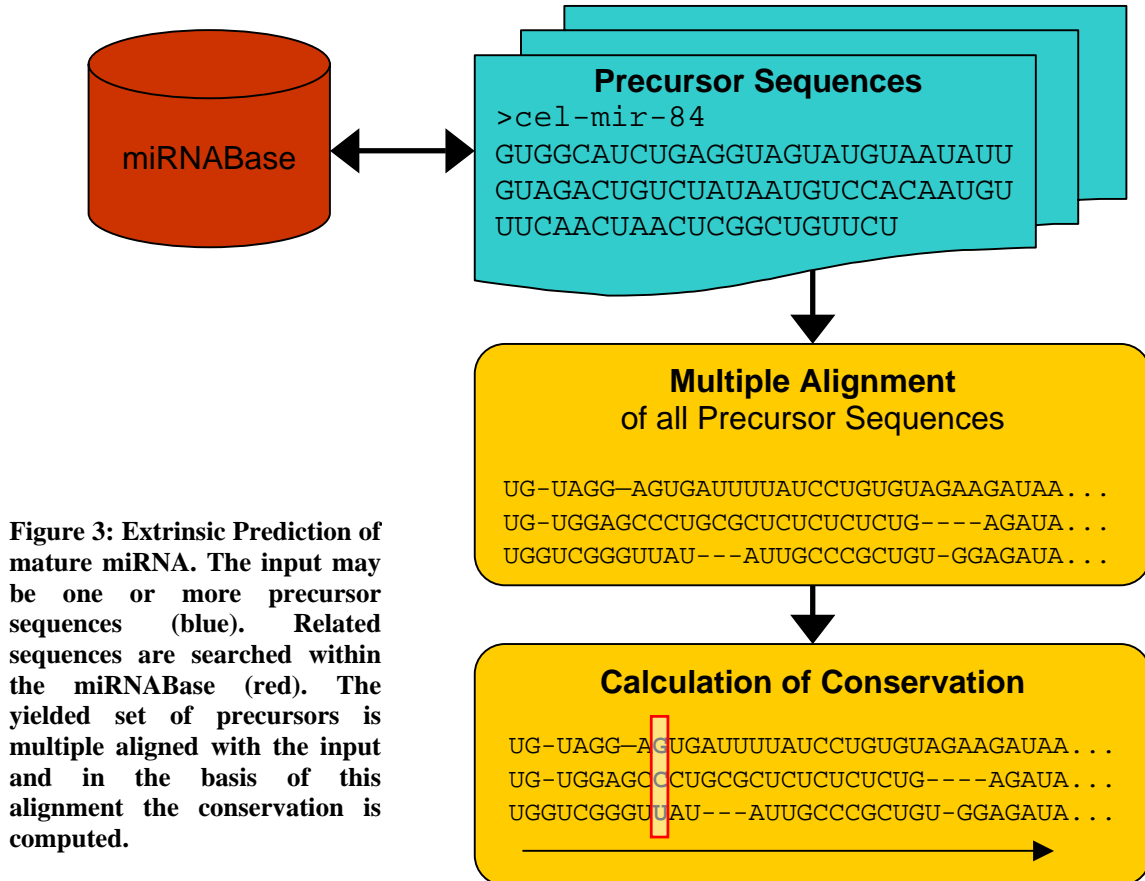 miRNABase
Precursor Sequences
>cel-mir-84
GUGGCAUCUGAGGUAGUAUGUAAUAUU
GUAGACUGUCUAUAAUGUCCACAAUGU
UUCAACUAACUCGGCUGUUCU
Multiple Alignment
of all Precursor Sequences
UG-UAGG—AGUGAUUUUAUCCUGUGUAGAAGAUAA...
UG-UGGAGCCCUGCGCUCUCUCUCUG----AGAUA...
UGGUCGGGUUAU---AUUGCCCGCUGU-GGAGAUA...
Calculation of Conservation
UG-UAGG—AGUGAUUUUAUCCUGUGUAGAAGAUAA...
UG-UGGAGCCCUGCGCUCUCUCUCUG----AGAUA...
UGGUCGGGUUAU---AUUGCCCGCUGU-GGAGAUA...
Figure 3: Extrinsic Prediction of
mature miRNA. The input may
be one or more precursor
sequences (blue). Related
sequences are searched within
the miRNABase (red). The
yielded set of precursors is
multiple aligned with the input
and in the basis of this
alignment the conservation is
computed.